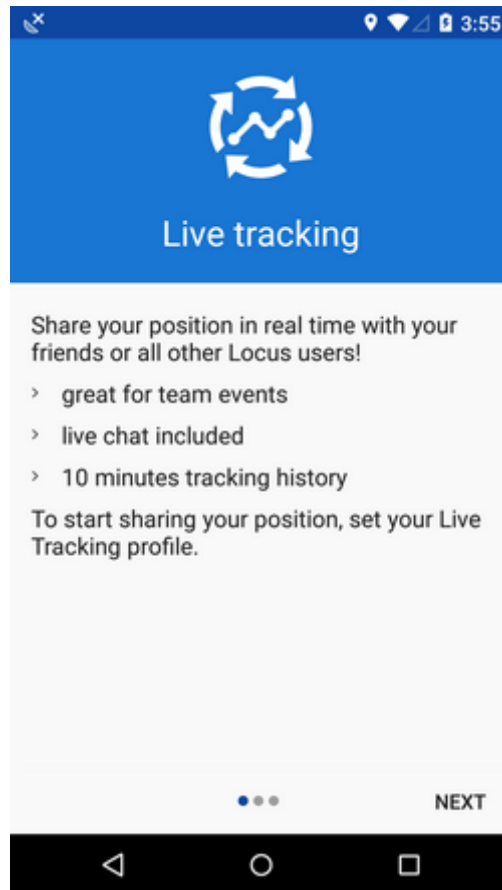 3:55
Live tracking
Share your position in real time with your
friends or all other Locus users!
> great for team events
> live chat included
> 10 minutes tracking history
To start sharing your position, set your Live
Tracking profile.
NEXT